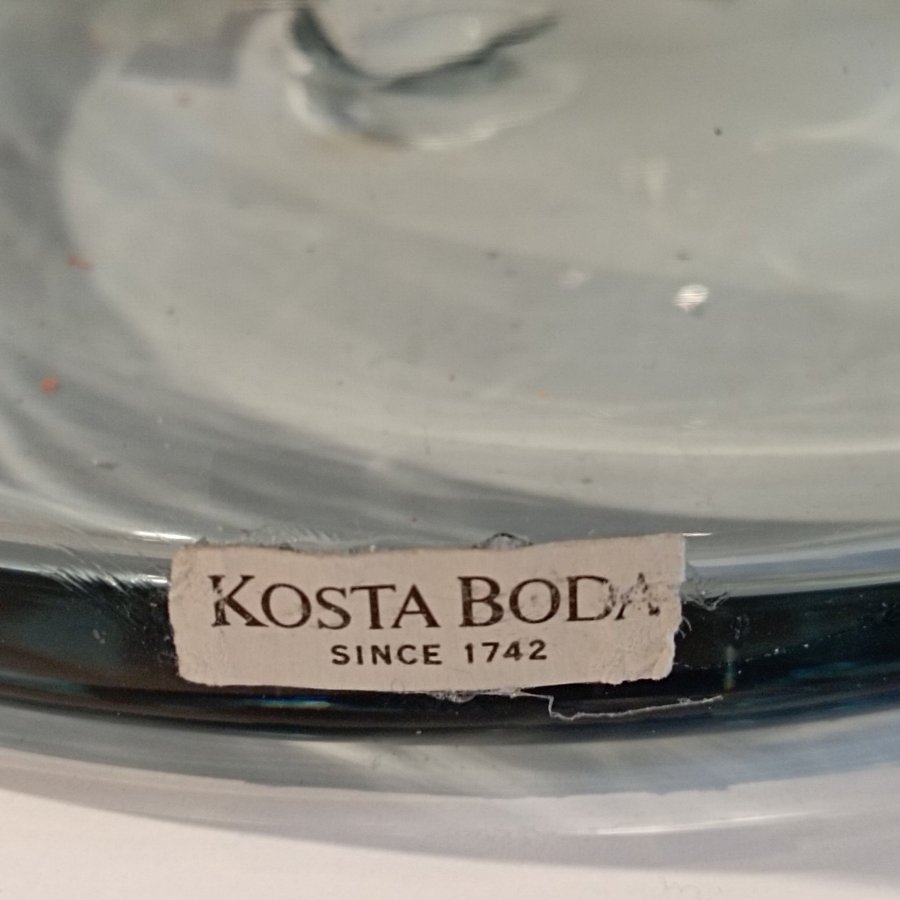 KOSTA BODA
SINCE 1742